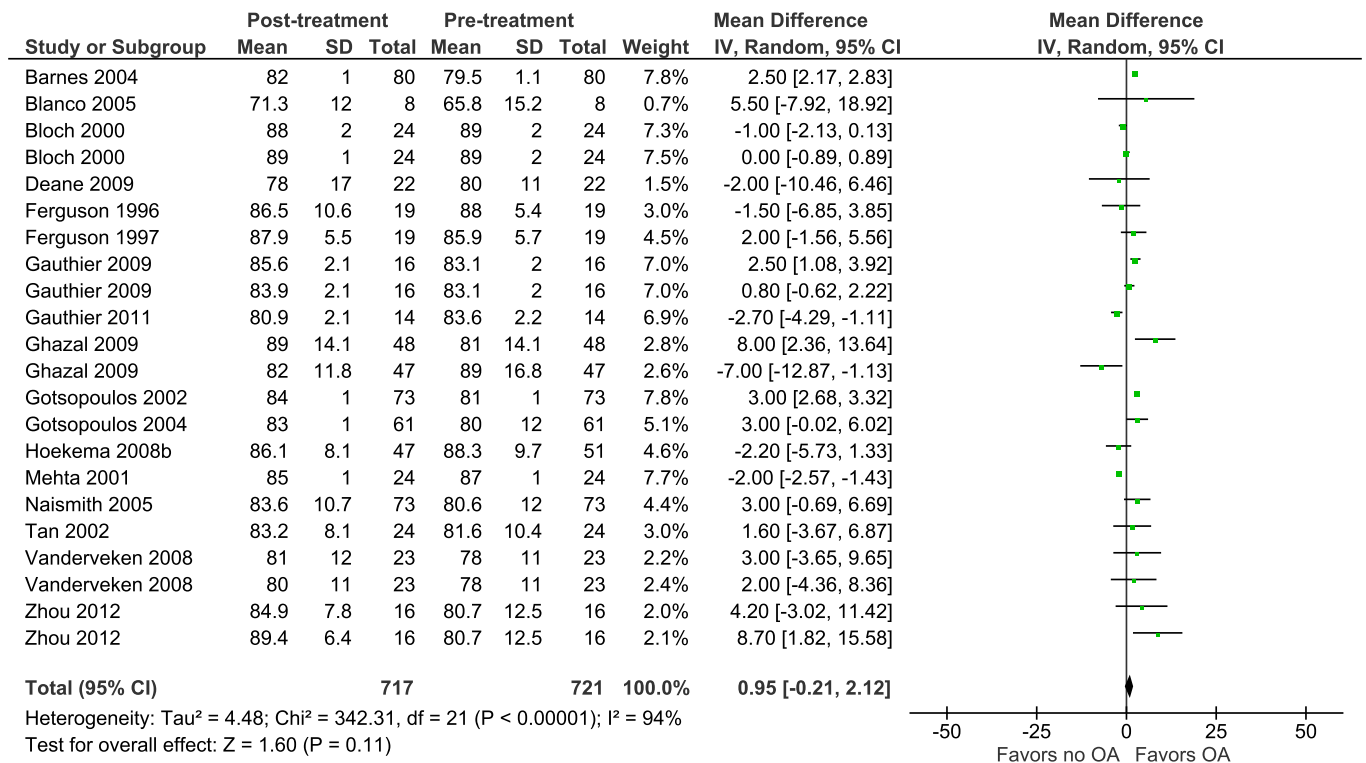 Post-treatment Pre-treatment Mean Difference Mean Difference
Study or Subgroup Mean SD Total Mean SD Total Weight IV, Random, 95% CI IV, Random, 95% CI
Barnes 2004 82 1 80 79.5 1.1 80 7.8% 2.50 [2.17, 2.83]
Blanco 2005 71.3 12 8 65.8 15.2 8 0.7% 5.50 [-7.92, 18.92]
Bloch 2000 88 2 24 89 2 24 7.3% -1.00 [-2.13, 0.13]
Bloch 2000 89 1 24 89 2 24 7.5% 0.00 [-0.89, 0.89]
Deane 2009 78 17 22 80 11 22 1.5% -2.00 [-10.46, 6.46]
Ferguson 1996 86.5 10.6 19 88 5.4 19 3.0% -1.50 [-6.85, 3.85]
Ferguson 1997 87.9 5.5 19 85.9 5.7 19 4.5% 2.00 [-1.56, 5.56]
Gauthier 2009 85.6 2.1 16 83.1 2 16 7.0% 2.50 [1.08, 3.92]
Gauthier 2009 83.9 2.1 16 83.1 2 16 7.0% 0.80 [-0.62, 2.22]
Gauthier 2011 80.9 2.1 14 83.6 2.2 14 6.9% -2.70 [-4.29, -1.11]
Ghazal 2009 89 14.1 48 81 14.1 48 2.8% 8.00 [2.36, 13.64]
Ghazal 2009 82 11.8 47 89 16.8 47 2.6% -7.00 [-12.87, -1.13]
Gotsopoulos 2002 84 1 73 81 1 73 7.8% 3.00 [2.68, 3.32]
Gotsopoulos 2004 83 1 61 80 12 61 5.1% 3.00 [-0.02, 6.02]
Hoekema 2008b 86.1 8.1 47 88.3 9.7 51 4.6% -2.20 [-5.73, 1.33]
Mehta 2001 85 1 24 87 1 24 7.7% -2.00 [-2.57, -1.43]
Naismith 2005 83.6 10.7 73 80.6 12 73 4.4% 3.00 [-0.69, 6.69]
Tan 2002 83.2 8.1 24 81.6 10.4 24 3.0% 1.60 [-3.67, 6.87]
Vanderveken 2008 81 12 23 78 11 23 2.2% 3.00 [-3.65, 9.65]
Vanderveken 2008 80 11 23 78 11 23 2.4% 2.00 [-4.36, 8.36]
Zhou 2012 84.9 7.8 16 80.7 12.5 16 2.0% 4.20 [-3.02, 11.42]
Zhou 2012 89.4 6.4 16 80.7 12.5 16 2.1% 8.70 [1.82, 15.58]
Total (95% CI) 717 721 100.0% 0.95 [-0.21, 2.12]
Heterogeneity: Tau² = 4.48; Chi² = 342.31, df = 21 (P < 0.00001); I² = 94%
Test for overall effect: Z = 1.60 (P = 0.11)
-50 -25 0 25 50
Favors no OA Favors OA